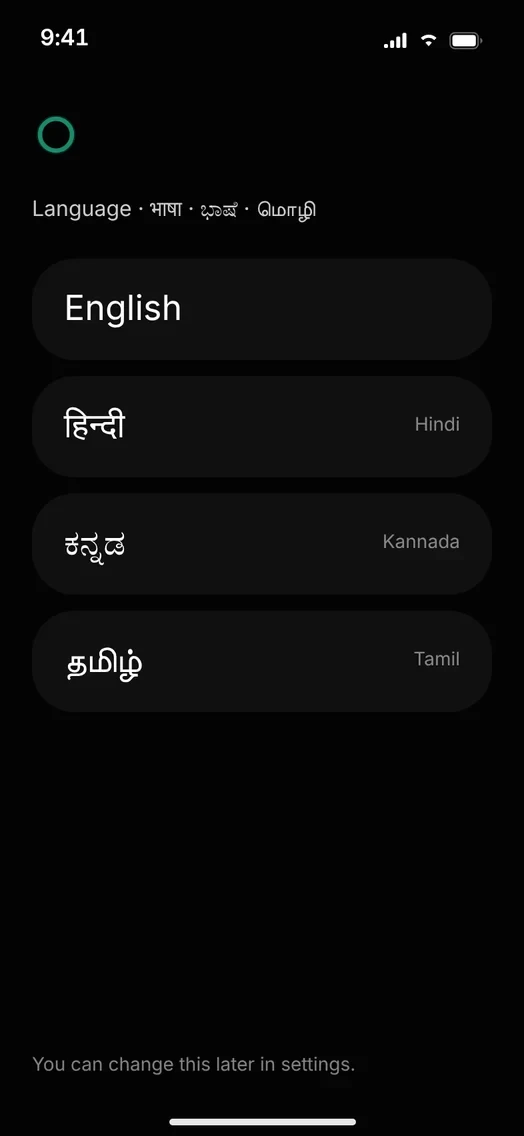 9:41
Language · भाषा · ಭಾಷೆ · மொழி
English
हिन्दी Hindi
ಕನ್ನಡ Kannada
தமிழ் Tamil
You can change this later in settings.